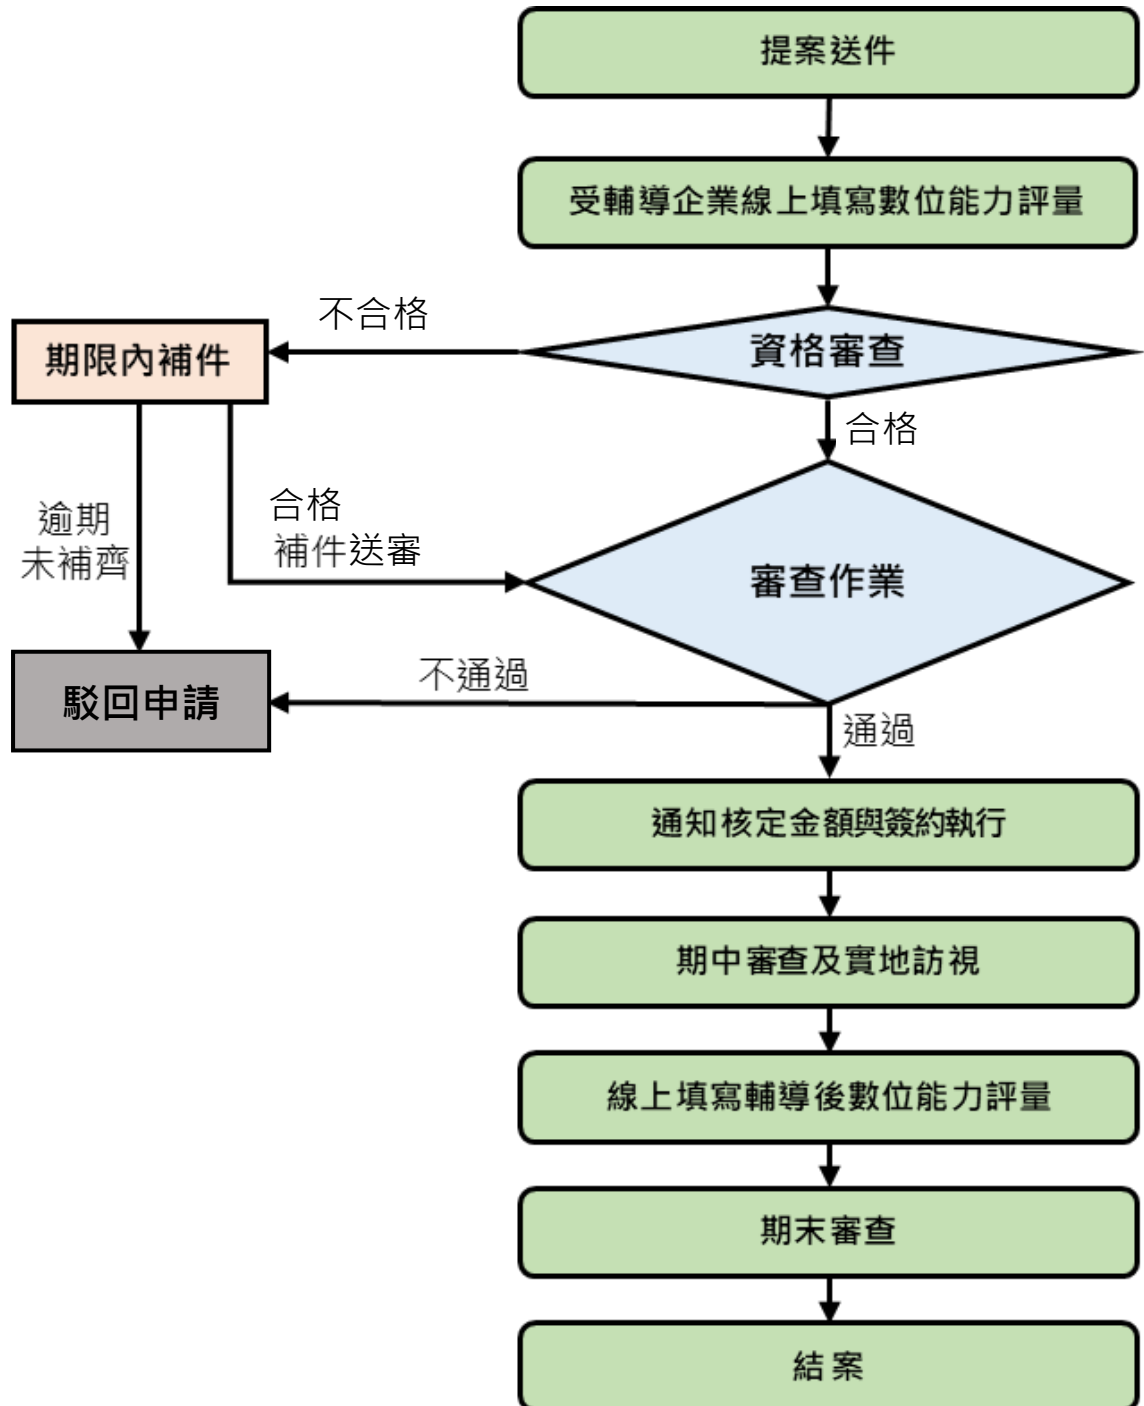 提案送件
受輔導企業線上填寫數位能力評量
不合格
期限內補件
資格審查
合格
逾期
未補齊
合格
補件送審
審查作業
駁回申請
不通過
通過
通知核定金額與簽約執行
期中審查及實地訪視
線上填寫輔導後數位能力評量
期末審查
結案